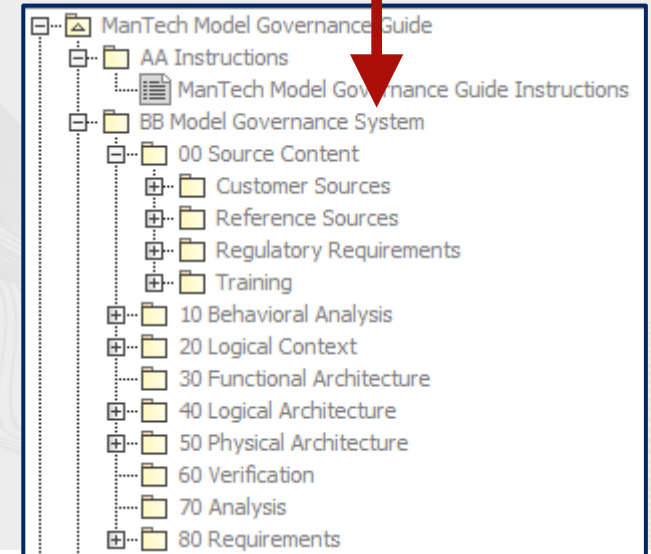 ManTech Model Governance Guide
AA Instructions
ManTech Model Governance Guide Instructions
BB Model Governance System
00 Source Content
Customer Sources
Reference Sources
Regulatory Requirements
Training
10 Behavioral Analysis
20 Logical Context
30 Functional Architecture
40 Logical Architecture
50 Physical Architecture
60 Verification
70 Analysis
80 Requirements